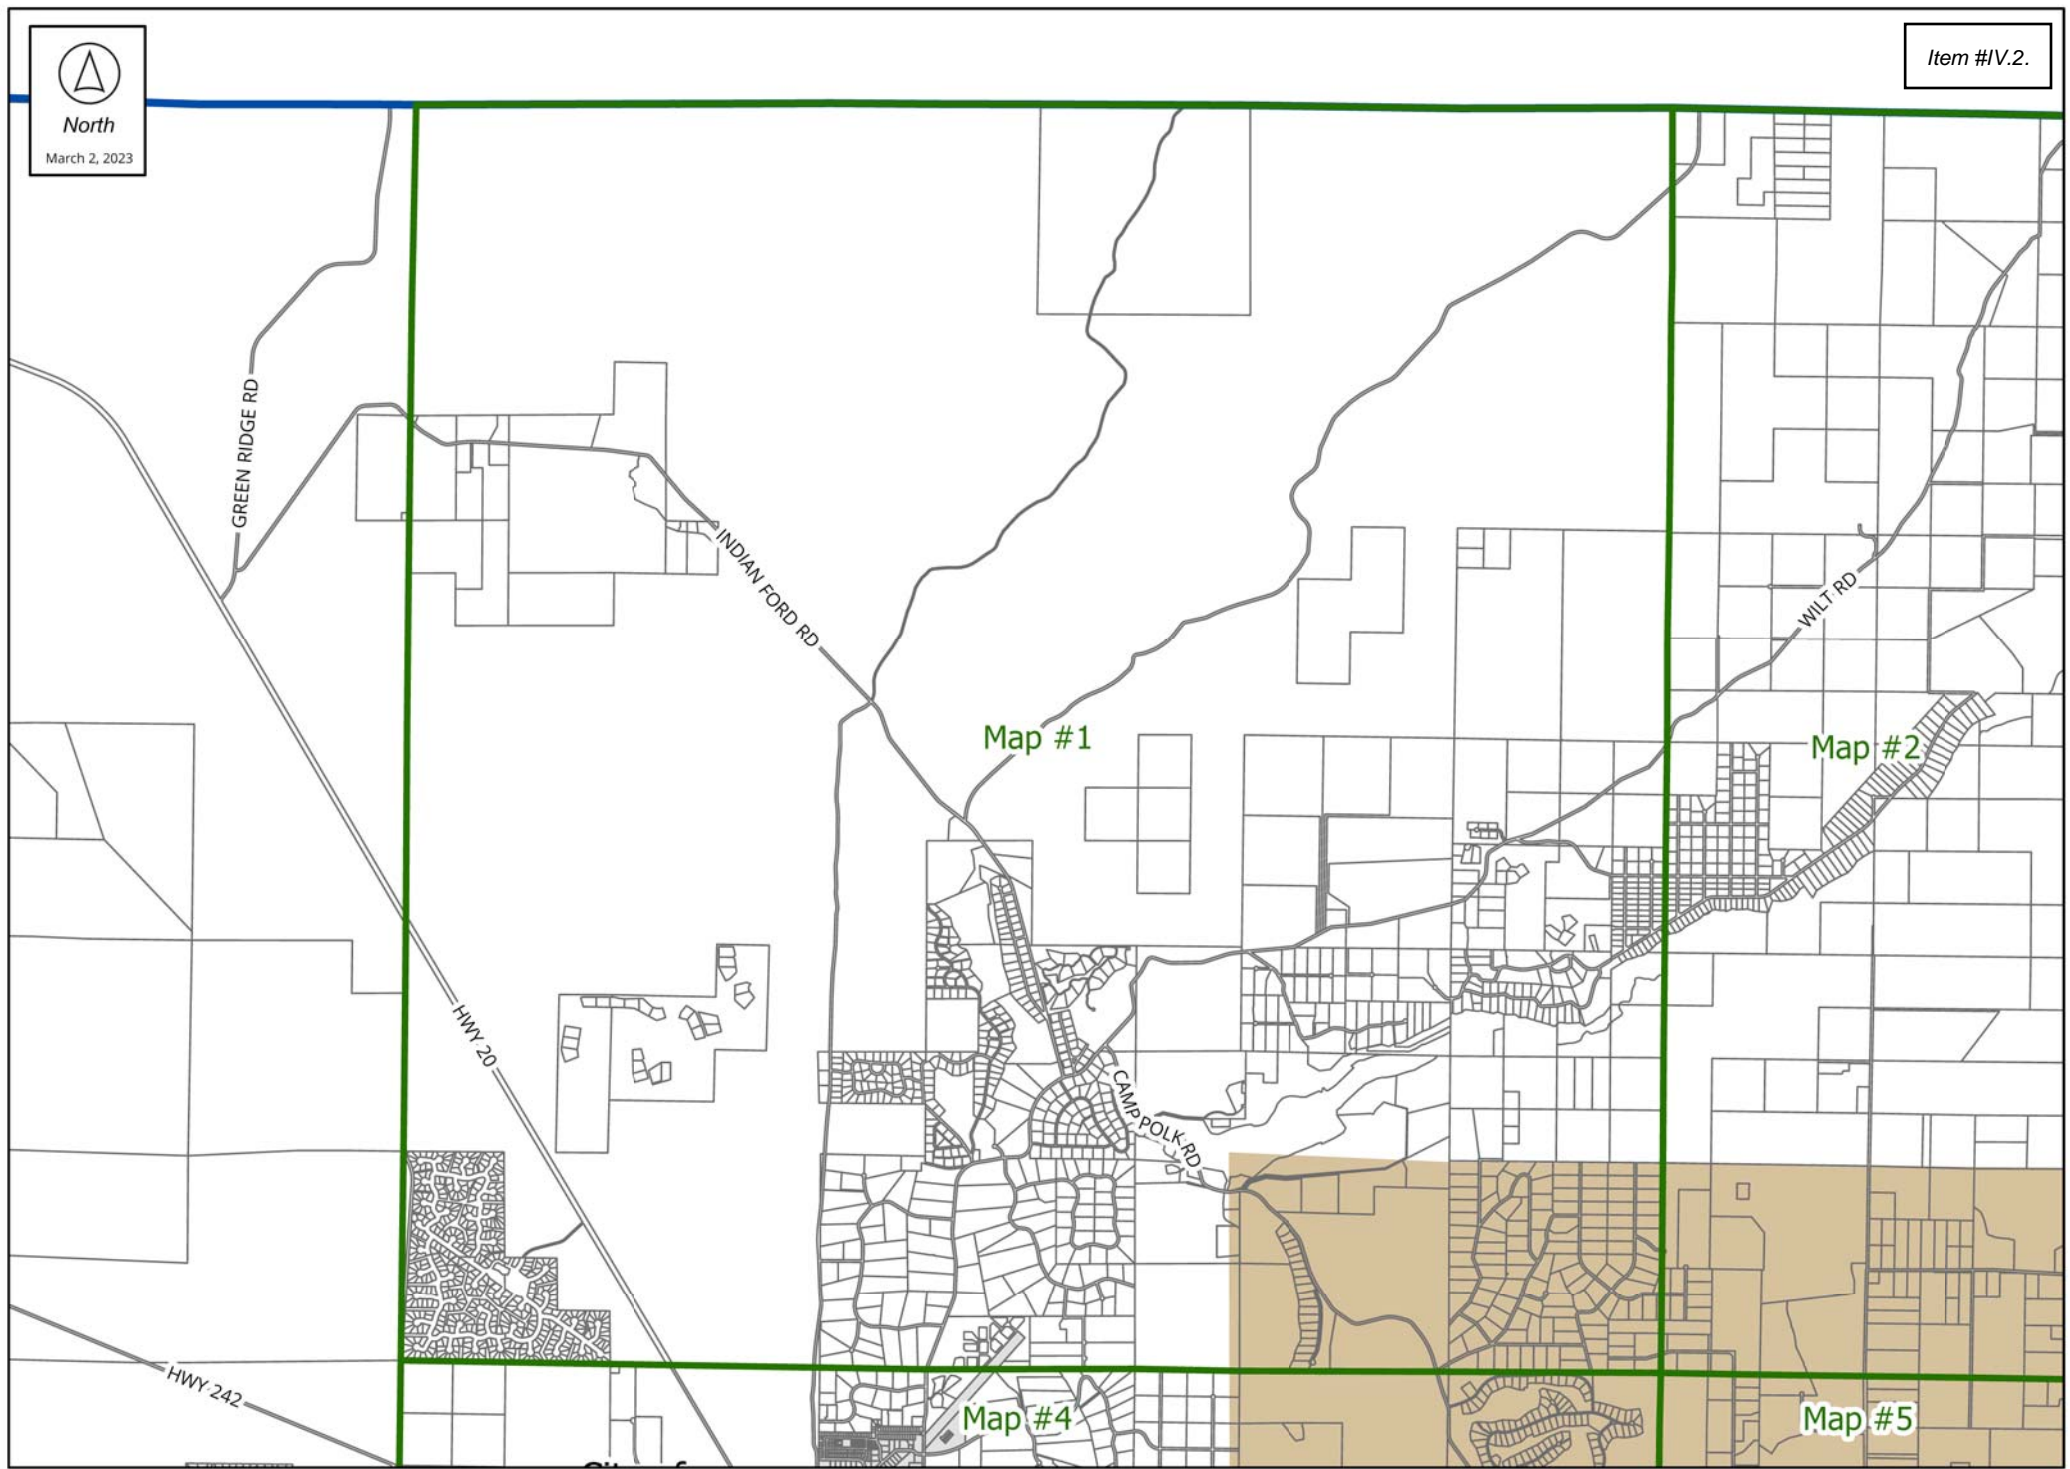 North
March 2, 2023
Item #IV.2.
GREEN RIDGE RD
INDIAN FORD RD
WILT RD
Map #1
Map #2
HWY 20
CAMP POLK RD
HWY 242
Map #4
Map #5